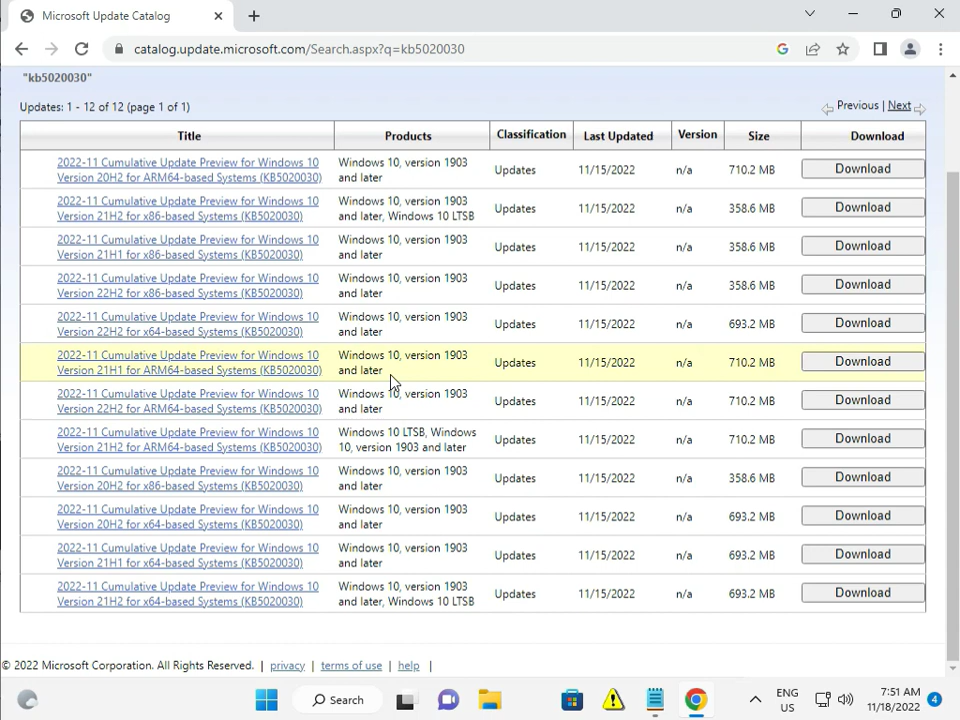 Microsoft Update Catalog
catalog.update.microsoft.com/Search.aspx?q=kb5020030
"kb5020030"
Updates: 1 - 12 of 12 (page 1 of 1)
Previous | Next
Title Products Classification Last Updated Version Size Download
2022-11 Cumulative Update Preview for Windows 10 Windows 10, version 1903
Version 20H2 for ARM64-based Systems (KB5020030) and later Updates 11/15/2022 n/a 710.2 MB Download
2022-11 Cumulative Update Preview for Windows 10 Windows 10, version 1903
Version 21H2 for x86-based Systems (KB5020030) and later, Windows 10 LTSB Updates 11/15/2022 n/a 358.6 MB Download
2022-11 Cumulative Update Preview for Windows 10 Windows 10, version 1903
Version 21H1 for x86-based Systems (KB5020030) and later Updates 11/15/2022 n/a 358.6 MB Download
2022-11 Cumulative Update Preview for Windows 10 Windows 10, version 1903
Version 22H2 for x86-based Systems (KB5020030) and later Updates 11/15/2022 n/a 358.6 MB Download
2022-11 Cumulative Update Preview for Windows 10 Windows 10, version 1903
Version 22H2 for x64-based Systems (KB5020030) and later Updates 11/15/2022 n/a 693.2 MB Download
2022-11 Cumulative Update Preview for Windows 10 Windows 10, version 1903
Version 21H1 for ARM64-based Systems (KB5020030) and later Updates 11/15/2022 n/a 710.2 MB Download
2022-11 Cumulative Update Preview for Windows 10 Windows 10, version 1903
Version 22H2 for ARM64-based Systems (KB5020030) and later Updates 11/15/2022 n/a 710.2 MB Download
2022-11 Cumulative Update Preview for Windows 10 Windows 10 LTSB, Windows
Version 21H2 for ARM64-based Systems (KB5020030) 10, version 1903 and later Updates 11/15/2022 n/a 710.2 MB Download
2022-11 Cumulative Update Preview for Windows 10 Windows 10, version 1903
Version 20H2 for x86-based Systems (KB5020030) and later Updates 11/15/2022 n/a 358.6 MB Download
2022-11 Cumulative Update Preview for Windows 10 Windows 10, version 1903
Version 20H2 for x64-based Systems (KB5020030) and later Updates 11/15/2022 n/a 693.2 MB Download
2022-11 Cumulative Update Preview for Windows 10 Windows 10, version 1903
Version 21H1 for x64-based Systems (KB5020030) and later Updates 11/15/2022 n/a 693.2 MB Download
2022-11 Cumulative Update Preview for Windows 10 Windows 10, version 1903
Version 21H2 for x64-based Systems (KB5020030) and later, Windows 10 LTSB Updates 11/15/2022 n/a 693.2 MB Download
© 2022 Microsoft Corporation. All Rights Reserved. | privacy | terms of use | help |
Search
ENG
US
7:51 AM
11/18/2022
4